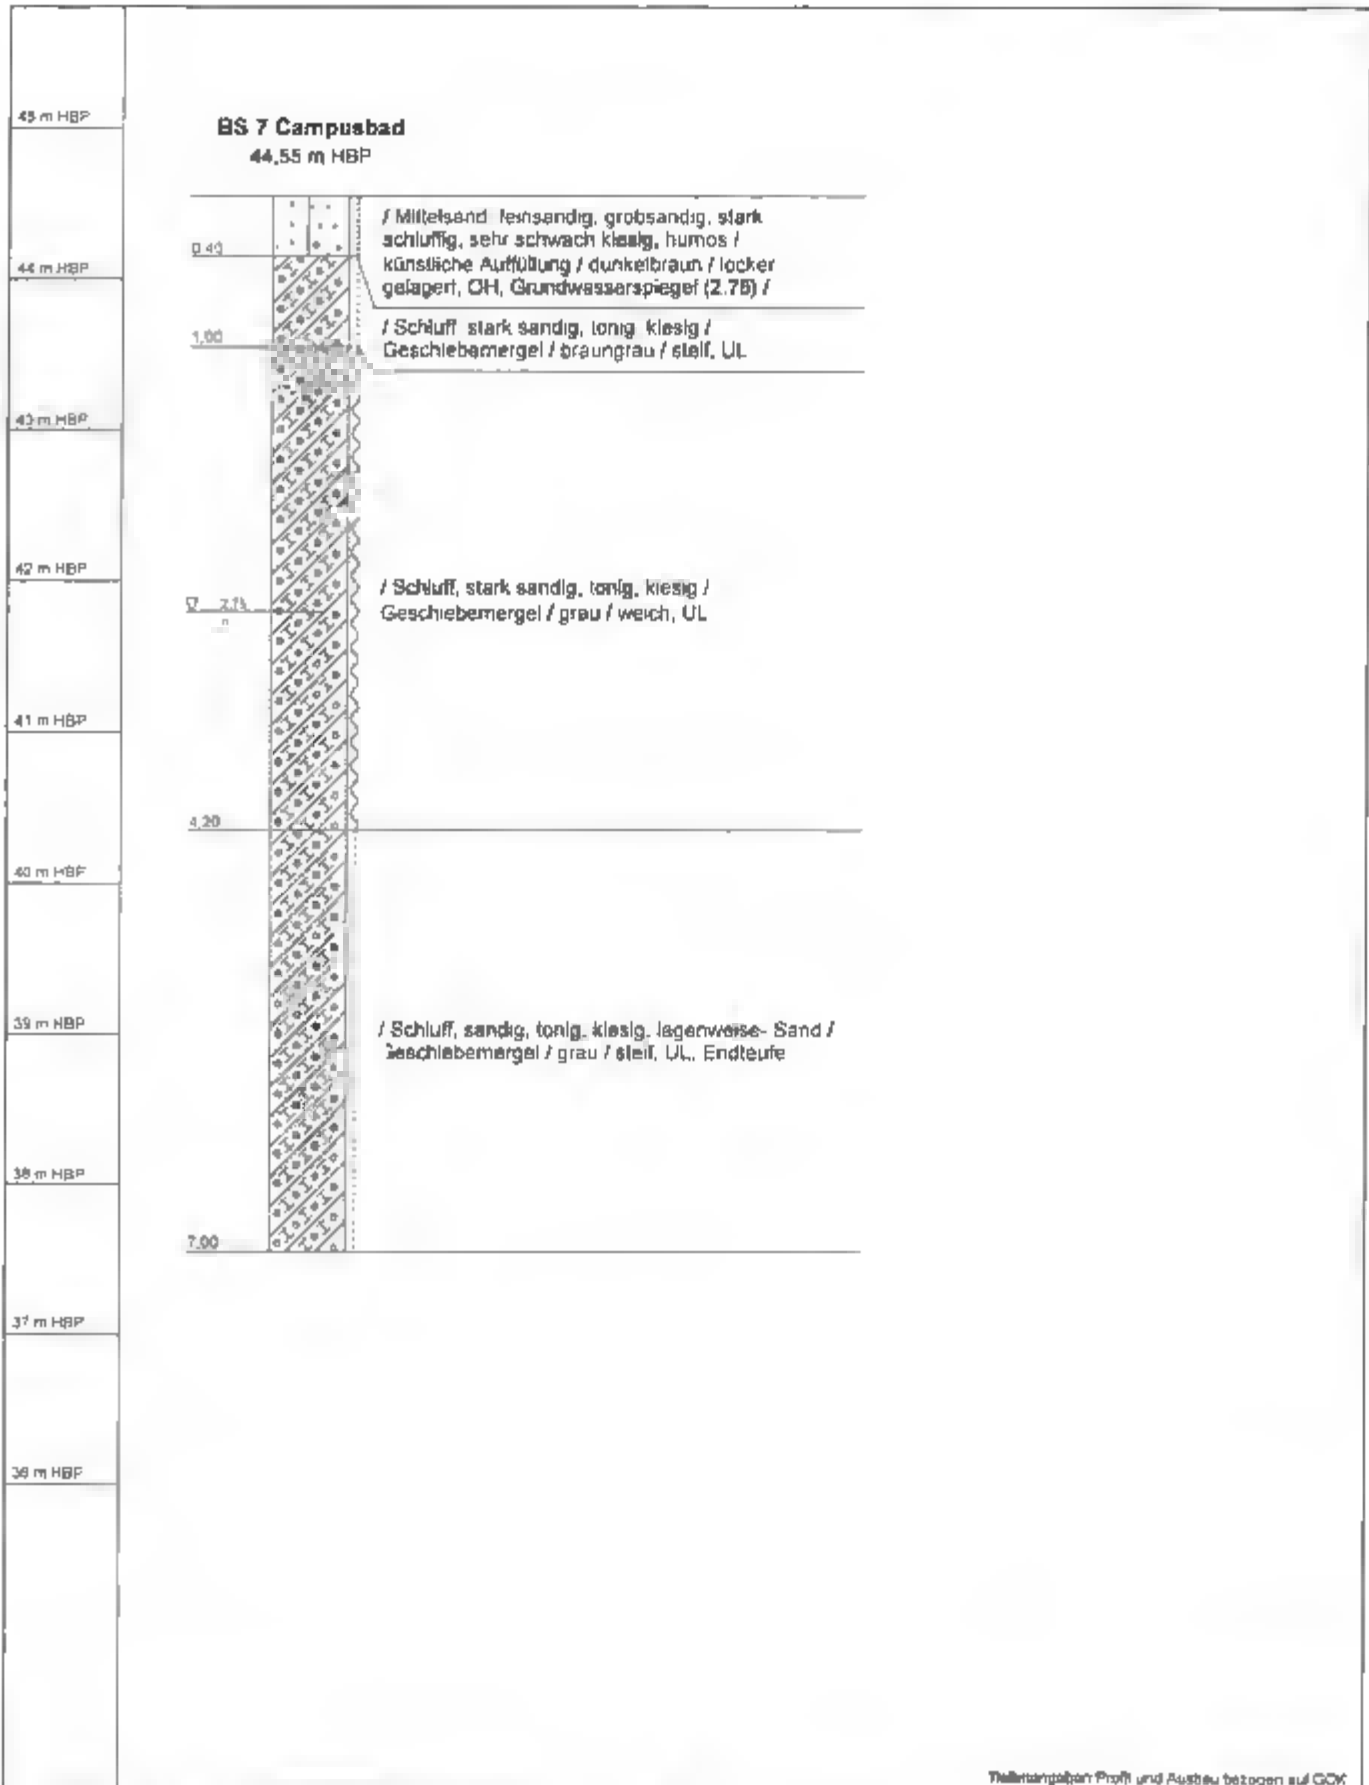 45 m HBP
BS 7 Campusbad
44,55 m HBP
/ Mittelsand, feinsandig, grobsandig, stark
schluffig, sehr schwach kiesig, humos /
0,40
künstliche Auffüllung / dunkelbraun / locker
44 m HBP
gelagert, OH, Grundwasserspiegel (2.75) /
/ Schluff, stark sandig, tonig, kiesig /
1,00
Geschiebemergel / braungrau / steif, UL
43 m HBP
42 m HBP
/ Schluff, stark sandig, tonig, kiesig /
2,75
Geschiebemergel / grau / weich, UL
41 m HBP
4,20
40 m HBP
39 m HBP
/ Schluff, sandig, tonig, kiesig, lagenweise- Sand /
Geschiebemergel / grau / steif, UL, Endteufe
38 m HBP
7,00
37 m HBP
36 m HBP
Tiefenangaben Profil und Ausbau bezogen auf GOK